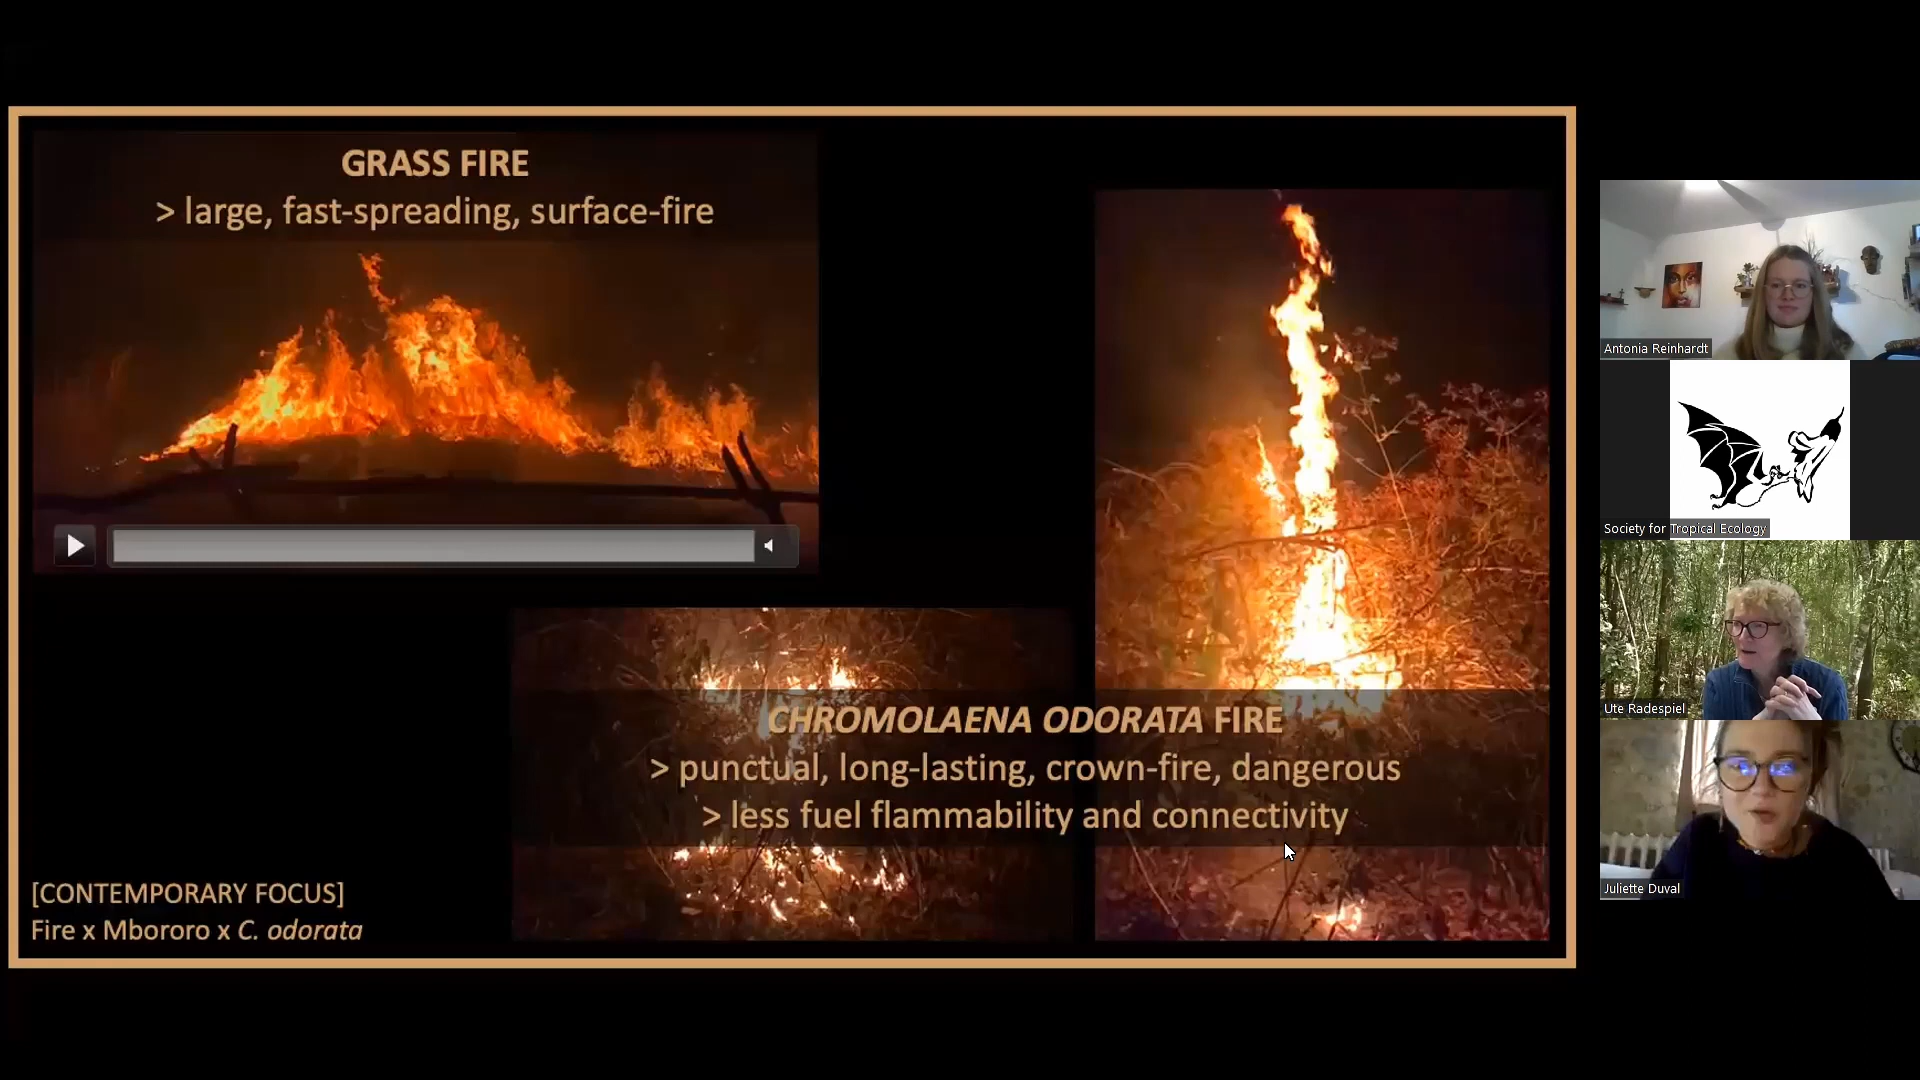 GRASS FIRE
> large, fast-spreading, surface-fire
CHROMOLAENA ODORATA FIRE
> punctual, long-lasting, crown-fire, dangerous
> less fuel flammability and connectivity
[CONTEMPORARY FOCUS]
Fire x Mbororo x C. odorata
Antonia Reinhardt
Society for Tropical Ecology
Ute Radespiel
Juliette Duval